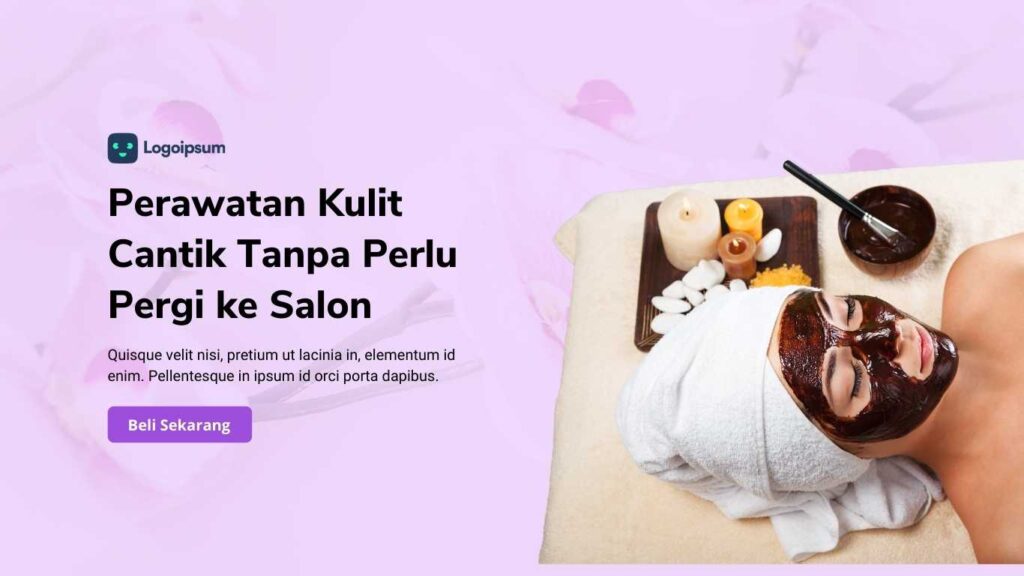 Logoipsum
Perawatan Kulit
Cantik Tanpa Perlu
Pergi ke Salon
Quisque velit nisi, pretium ut lacinia in, elementum id
enim. Pellentesque in ipsum id orci porta dapibus.
Beli Sekarang